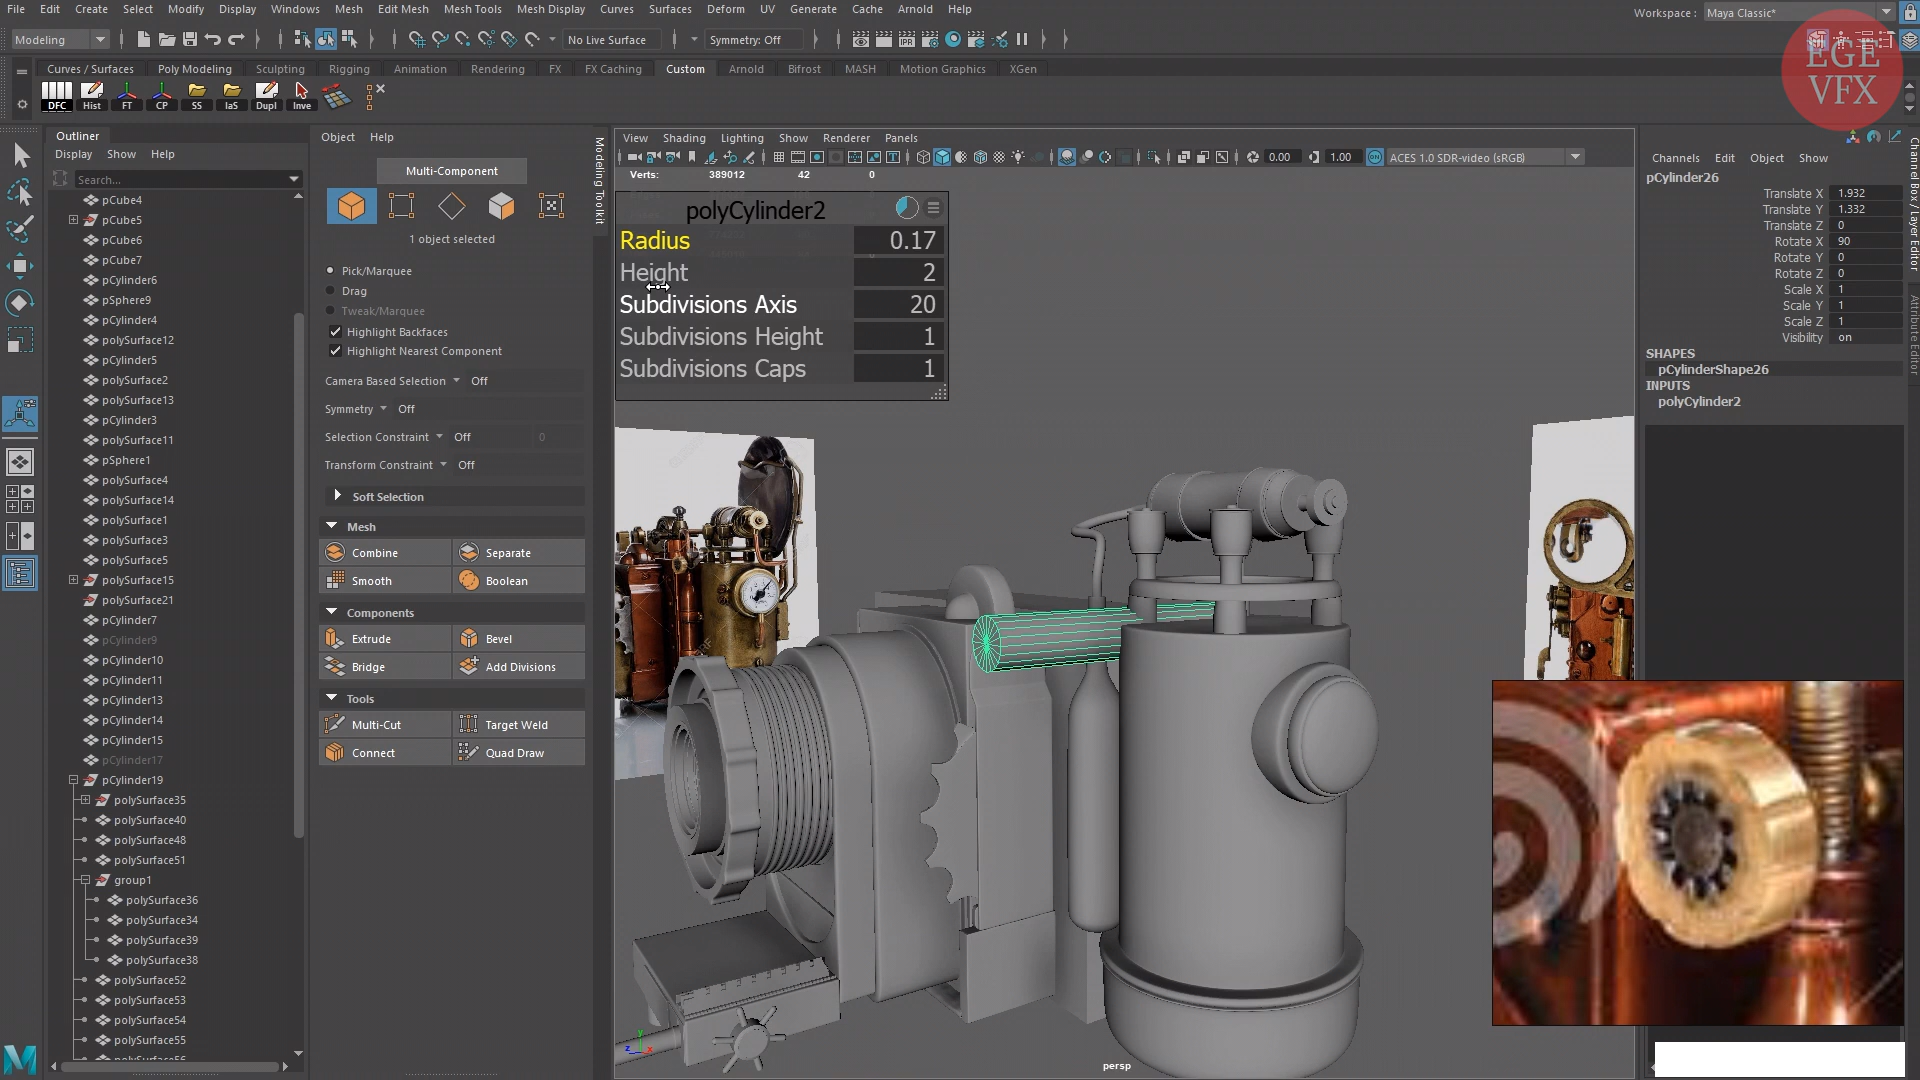 File Edit Create Select Modify Display Windows Mesh Edit Mesh Mesh Tools Mesh Display Curves Surfaces Deform UV Generate Cache Arnold Help
Workspace : Maya Classic*
Modeling
No Live Surface
Symmetry: Off
IPR
EGE
VFX
Curves / Surfaces Poly Modeling Sculpting Rigging Animation Rendering FX FX Caching Custom Arnold Bifrost MASH Motion Graphics XGen
DFC Hist FT CP SS IaS Dupl Inve
Outliner
Display Show Help
Search...
pCube4
pCube5
pCube6
pCube7
pCylinder6
pSphere9
pCylinder4
polySurface12
pCylinder5
polySurface2
polySurface13
pCylinder3
polySurface11
pSphere1
polySurface4
polySurface14
polySurface1
polySurface3
polySurface5
polySurface15
polySurface21
pCylinder7
pCylinder9
pCylinder10
pCylinder11
pCylinder13
pCylinder14
pCylinder15
pCylinder17
pCylinder19
polySurface35
polySurface40
polySurface48
polySurface51
group1
polySurface36
polySurface34
polySurface39
polySurface38
polySurface52
polySurface53
polySurface54
polySurface55
polySurface56
Object Help
Multi-Component
1 object selected
Pick/Marquee
Drag
Tweak/Marquee
Highlight Backfaces
Highlight Nearest Component
Camera Based Selection Off
Symmetry Off
Selection Constraint Off 0
Transform Constraint Off
Soft Selection
Mesh
Combine Separate
Smooth Boolean
Components
Extrude Bevel
Bridge Add Divisions
Tools
Multi-Cut Target Weld
Connect Quad Draw
Modeling Toolkit
View Shading Lighting Show Renderer Panels
0.00 1.00 ON ACES 1.0 SDR-video (sRGB)
Verts: 389012 42 0
polyCylinder2
Radius 0.17
Height 2
Subdivisions Axis 20
Subdivisions Height 1
Subdivisions Caps 1
y
z x
persp
Channels Edit Object Show
pCylinder26
Translate X 1.932
Translate Y 1.332
Translate Z 0
Rotate X 90
Rotate Y 0
Rotate Z 0
Scale X 1
Scale Y 1
Scale Z 1
Visibility on
SHAPES
pCylinderShape26
INPUTS
polyCylinder2
Channel Box / Layer Editor
Attribute Editor